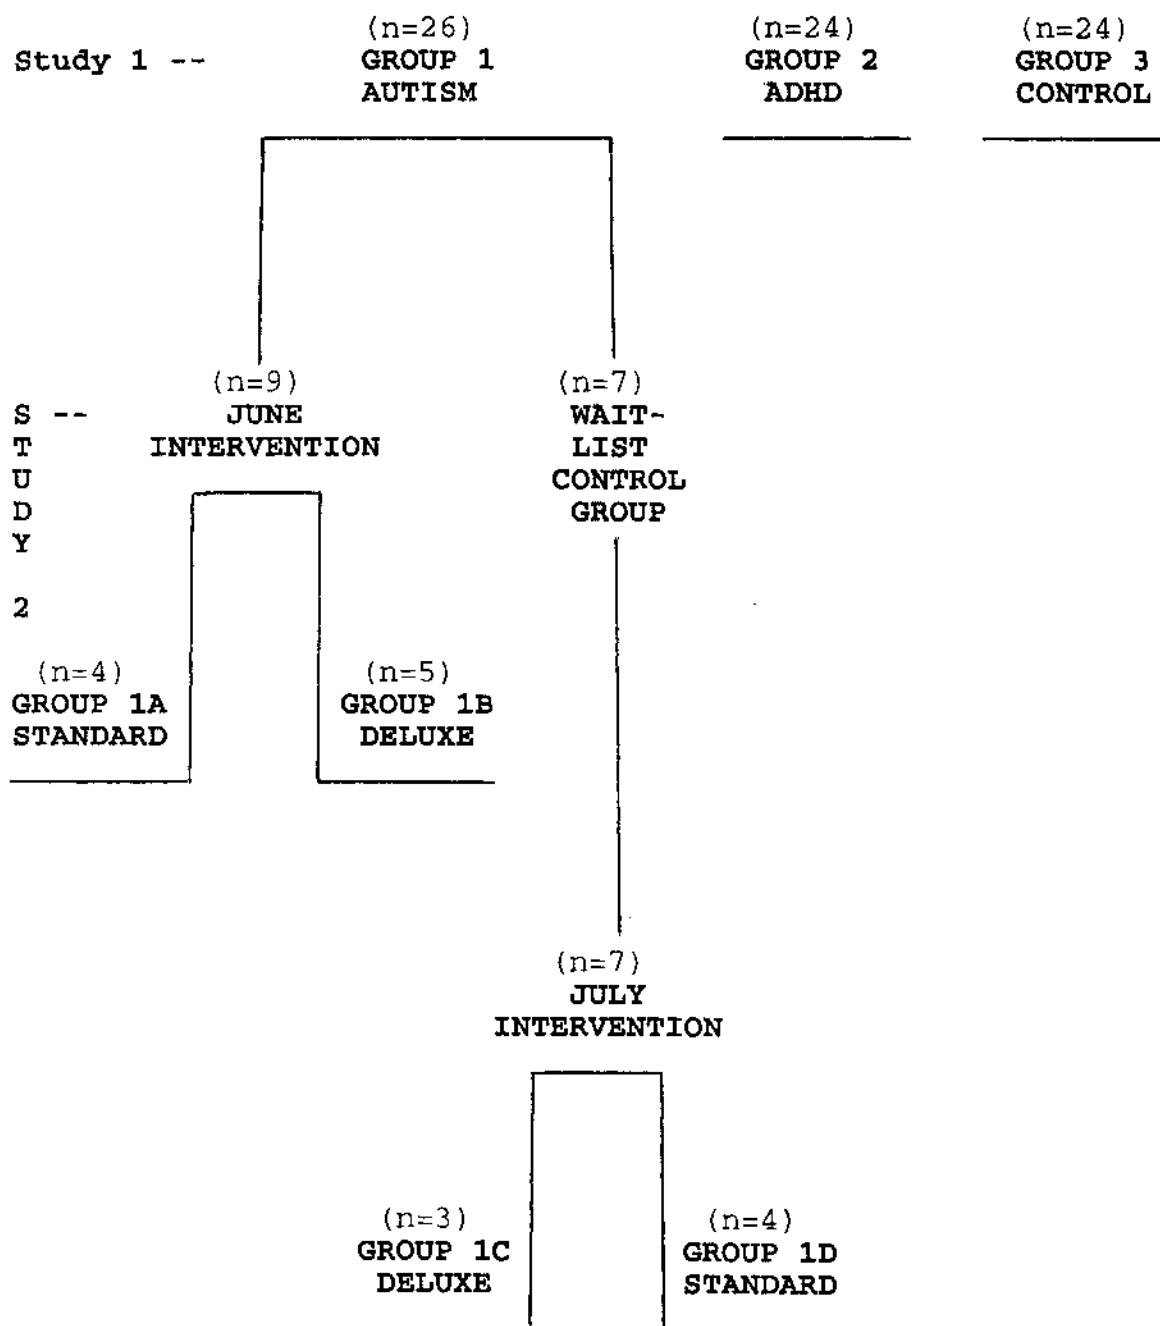 (n=26) (n=24) (n=24)
Study 1 -- GROUP 1 GROUP 2 GROUP 3
AUTISM ADHD CONTROL
(n=9) (n=7)
S -- JUNE WAIT-
T INTERVENTION LIST
U CONTROL
D GROUP
Y
2
(n=4) (n=5)
GROUP 1A GROUP 1B
STANDARD DELUXE
(n=7)
JULY
INTERVENTION
(n=3) (n=4)
GROUP 1C GROUP 1D
DELUXE STANDARD